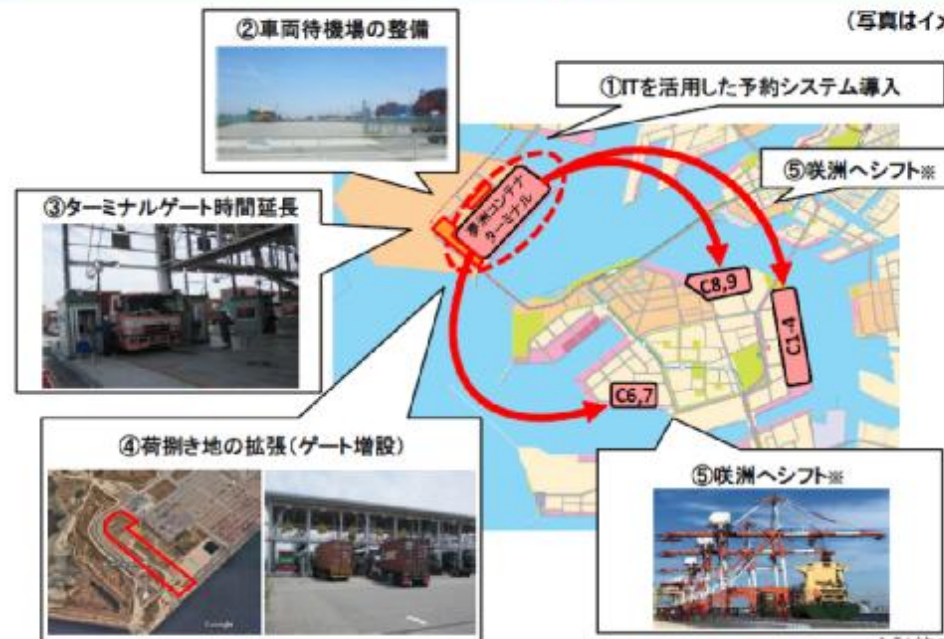 (写真はイメ
②車両待機場の整備
①ITを活用した予約システム導入
⑤咲洲へシフト※
③ターミナルゲート時間延長
夢洲コンテナ
ターミナル
C8,9
C1-4
C6,7
④荷捌き地の拡張(ゲート増設)
⑤咲洲へシフト※
Google